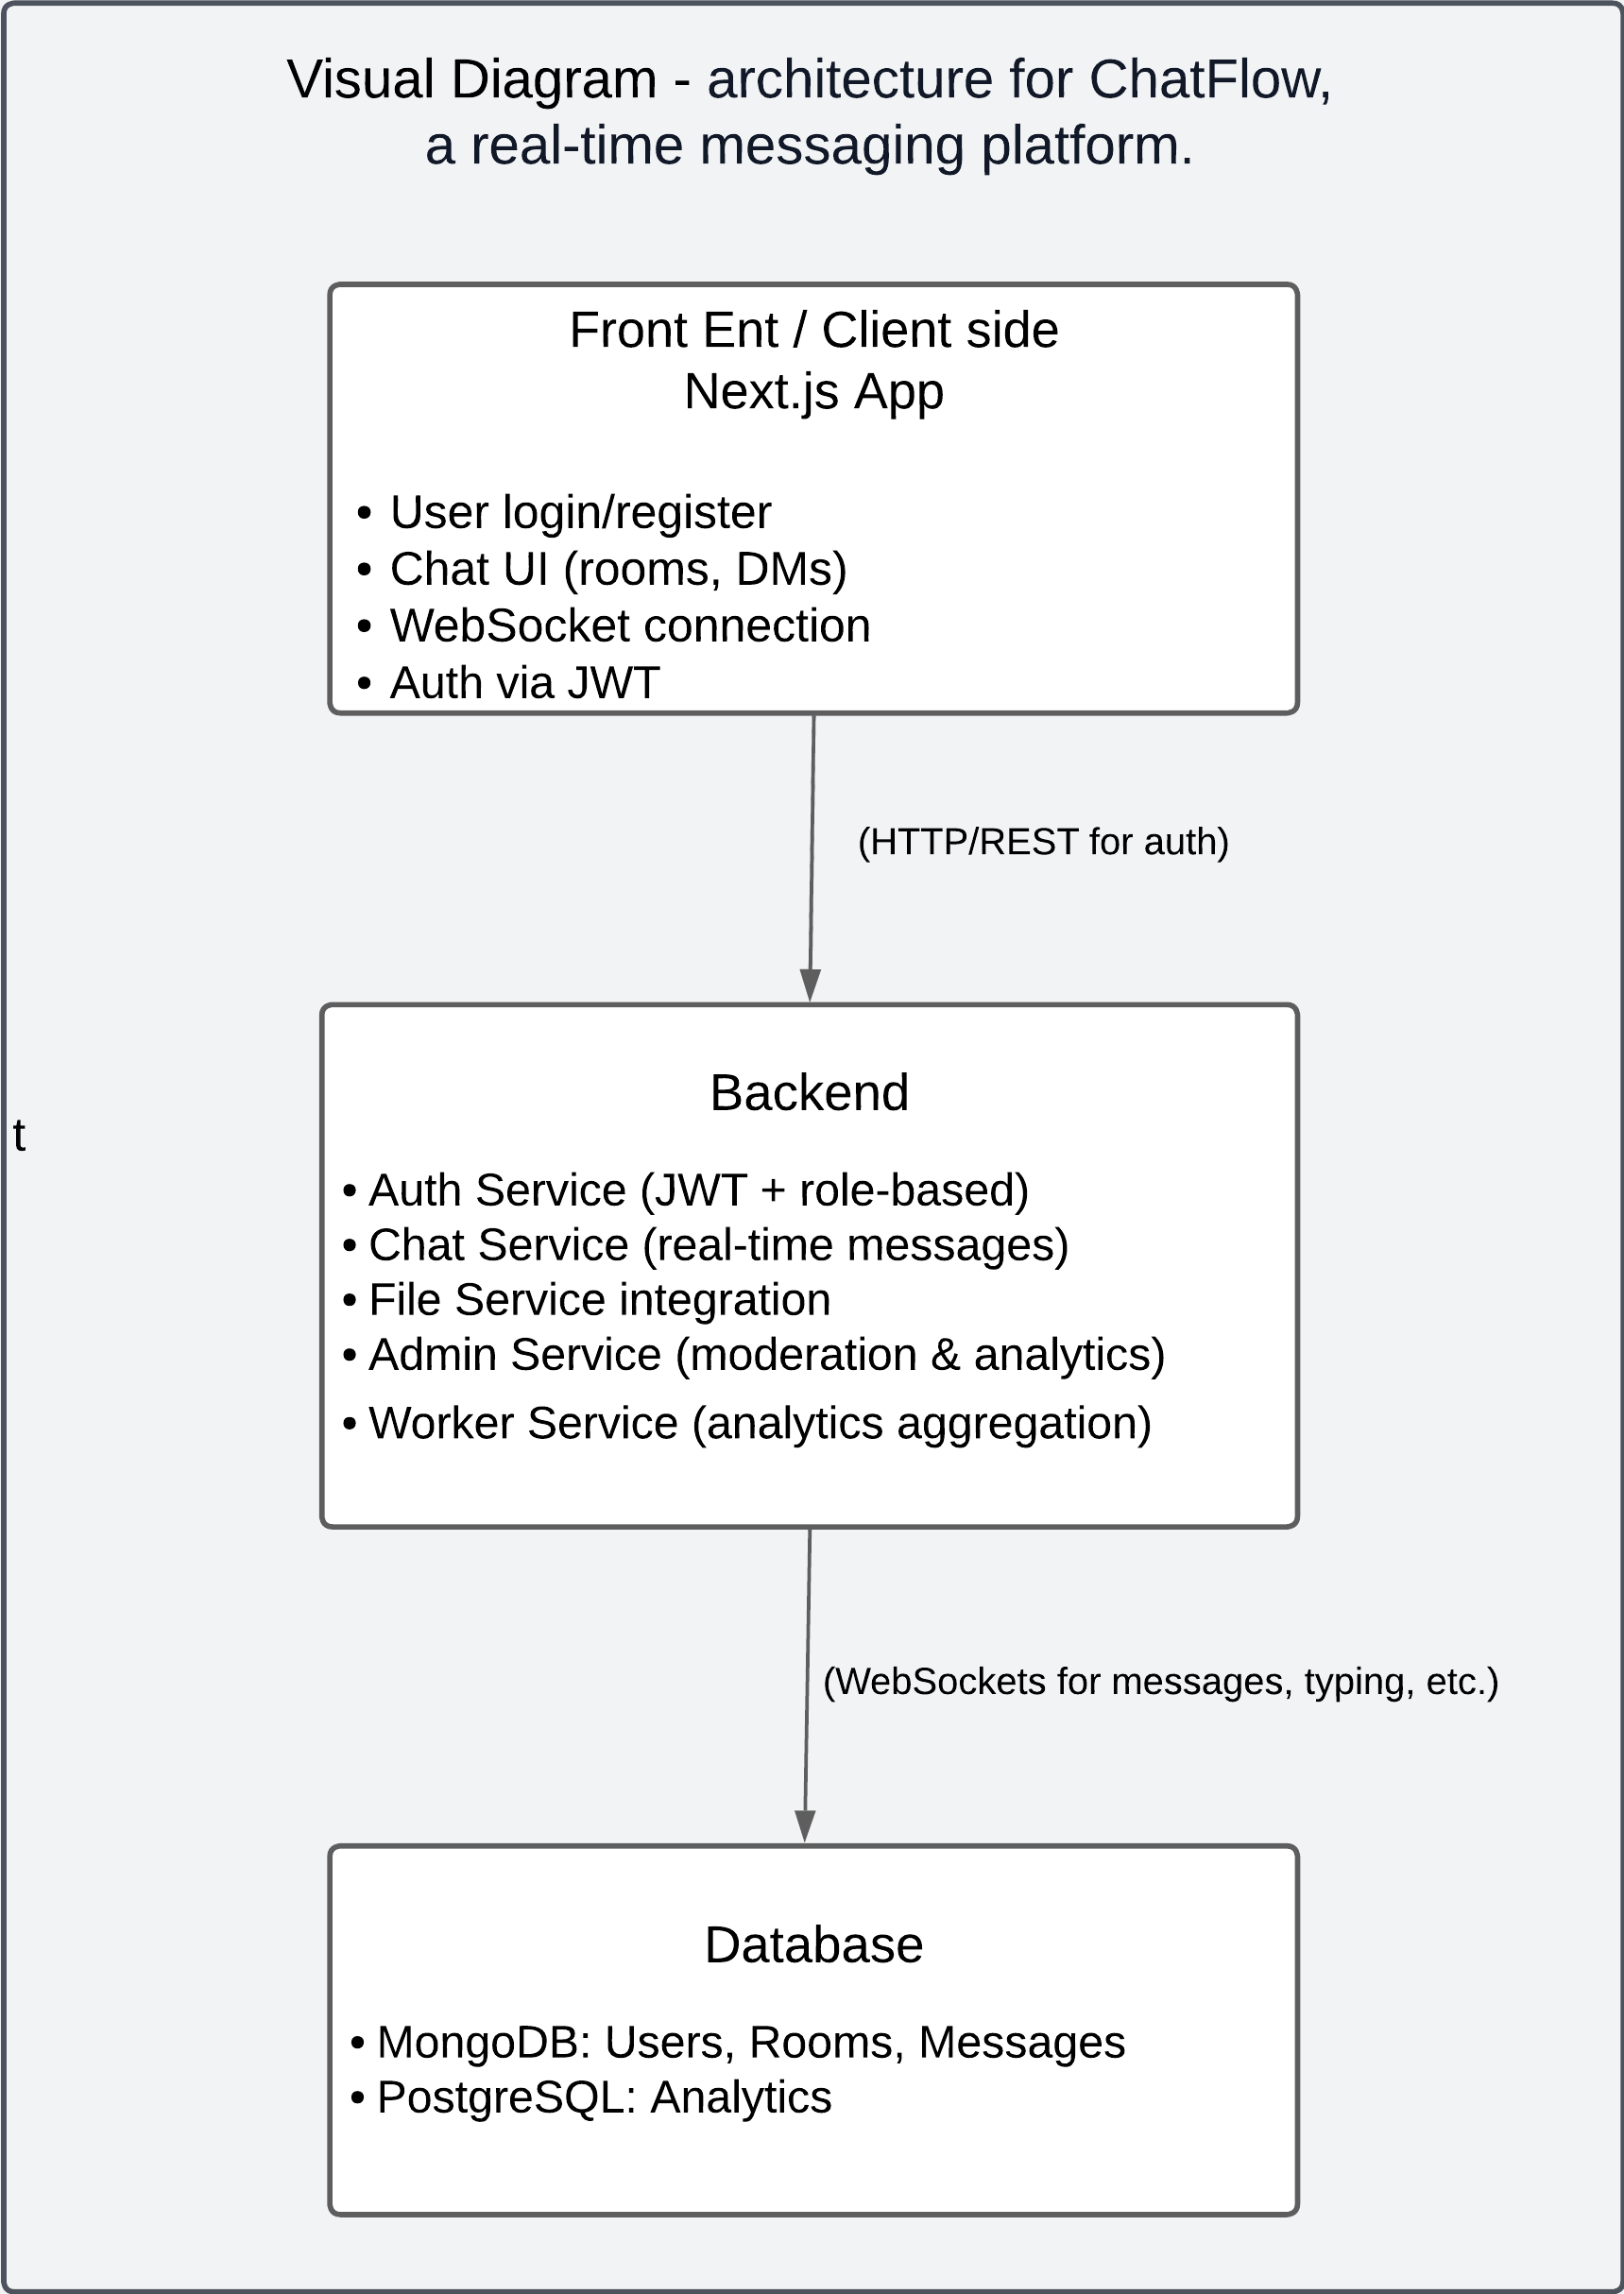 Visual Diagram - architecture for ChatFlow,
a real-time messaging platform.
Front Ent / Client side
Next.js App
• User login/register
• Chat UI (rooms, DMs)
• WebSocket connection
• Auth via JWT
(HTTP/REST for auth)
Backend
t
• Auth Service (JWT + role-based)
• Chat Service (real-time messages)
• File Service integration
• Admin Service (moderation & analytics)
• Worker Service (analytics aggregation)
(WebSockets for messages, typing, etc.)
Database
• MongoDB: Users, Rooms, Messages
• PostgreSQL: Analytics